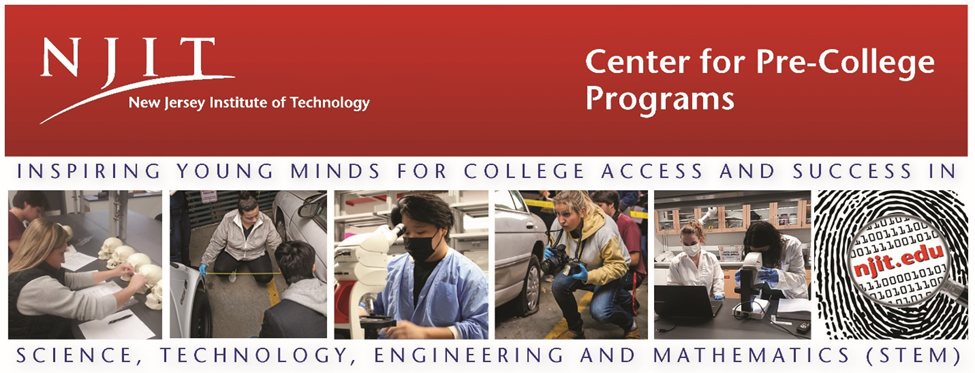 NJIT
New Jersey Institute of Technology
Center for Pre-College
Programs
INSPIRING YOUNG MINDS FOR COLLEGE ACCESS AND SUCCESS IN
njit.edu
SCIENCE, TECHNOLOGY, ENGINEERING AND MATHEMATICS (STEM)